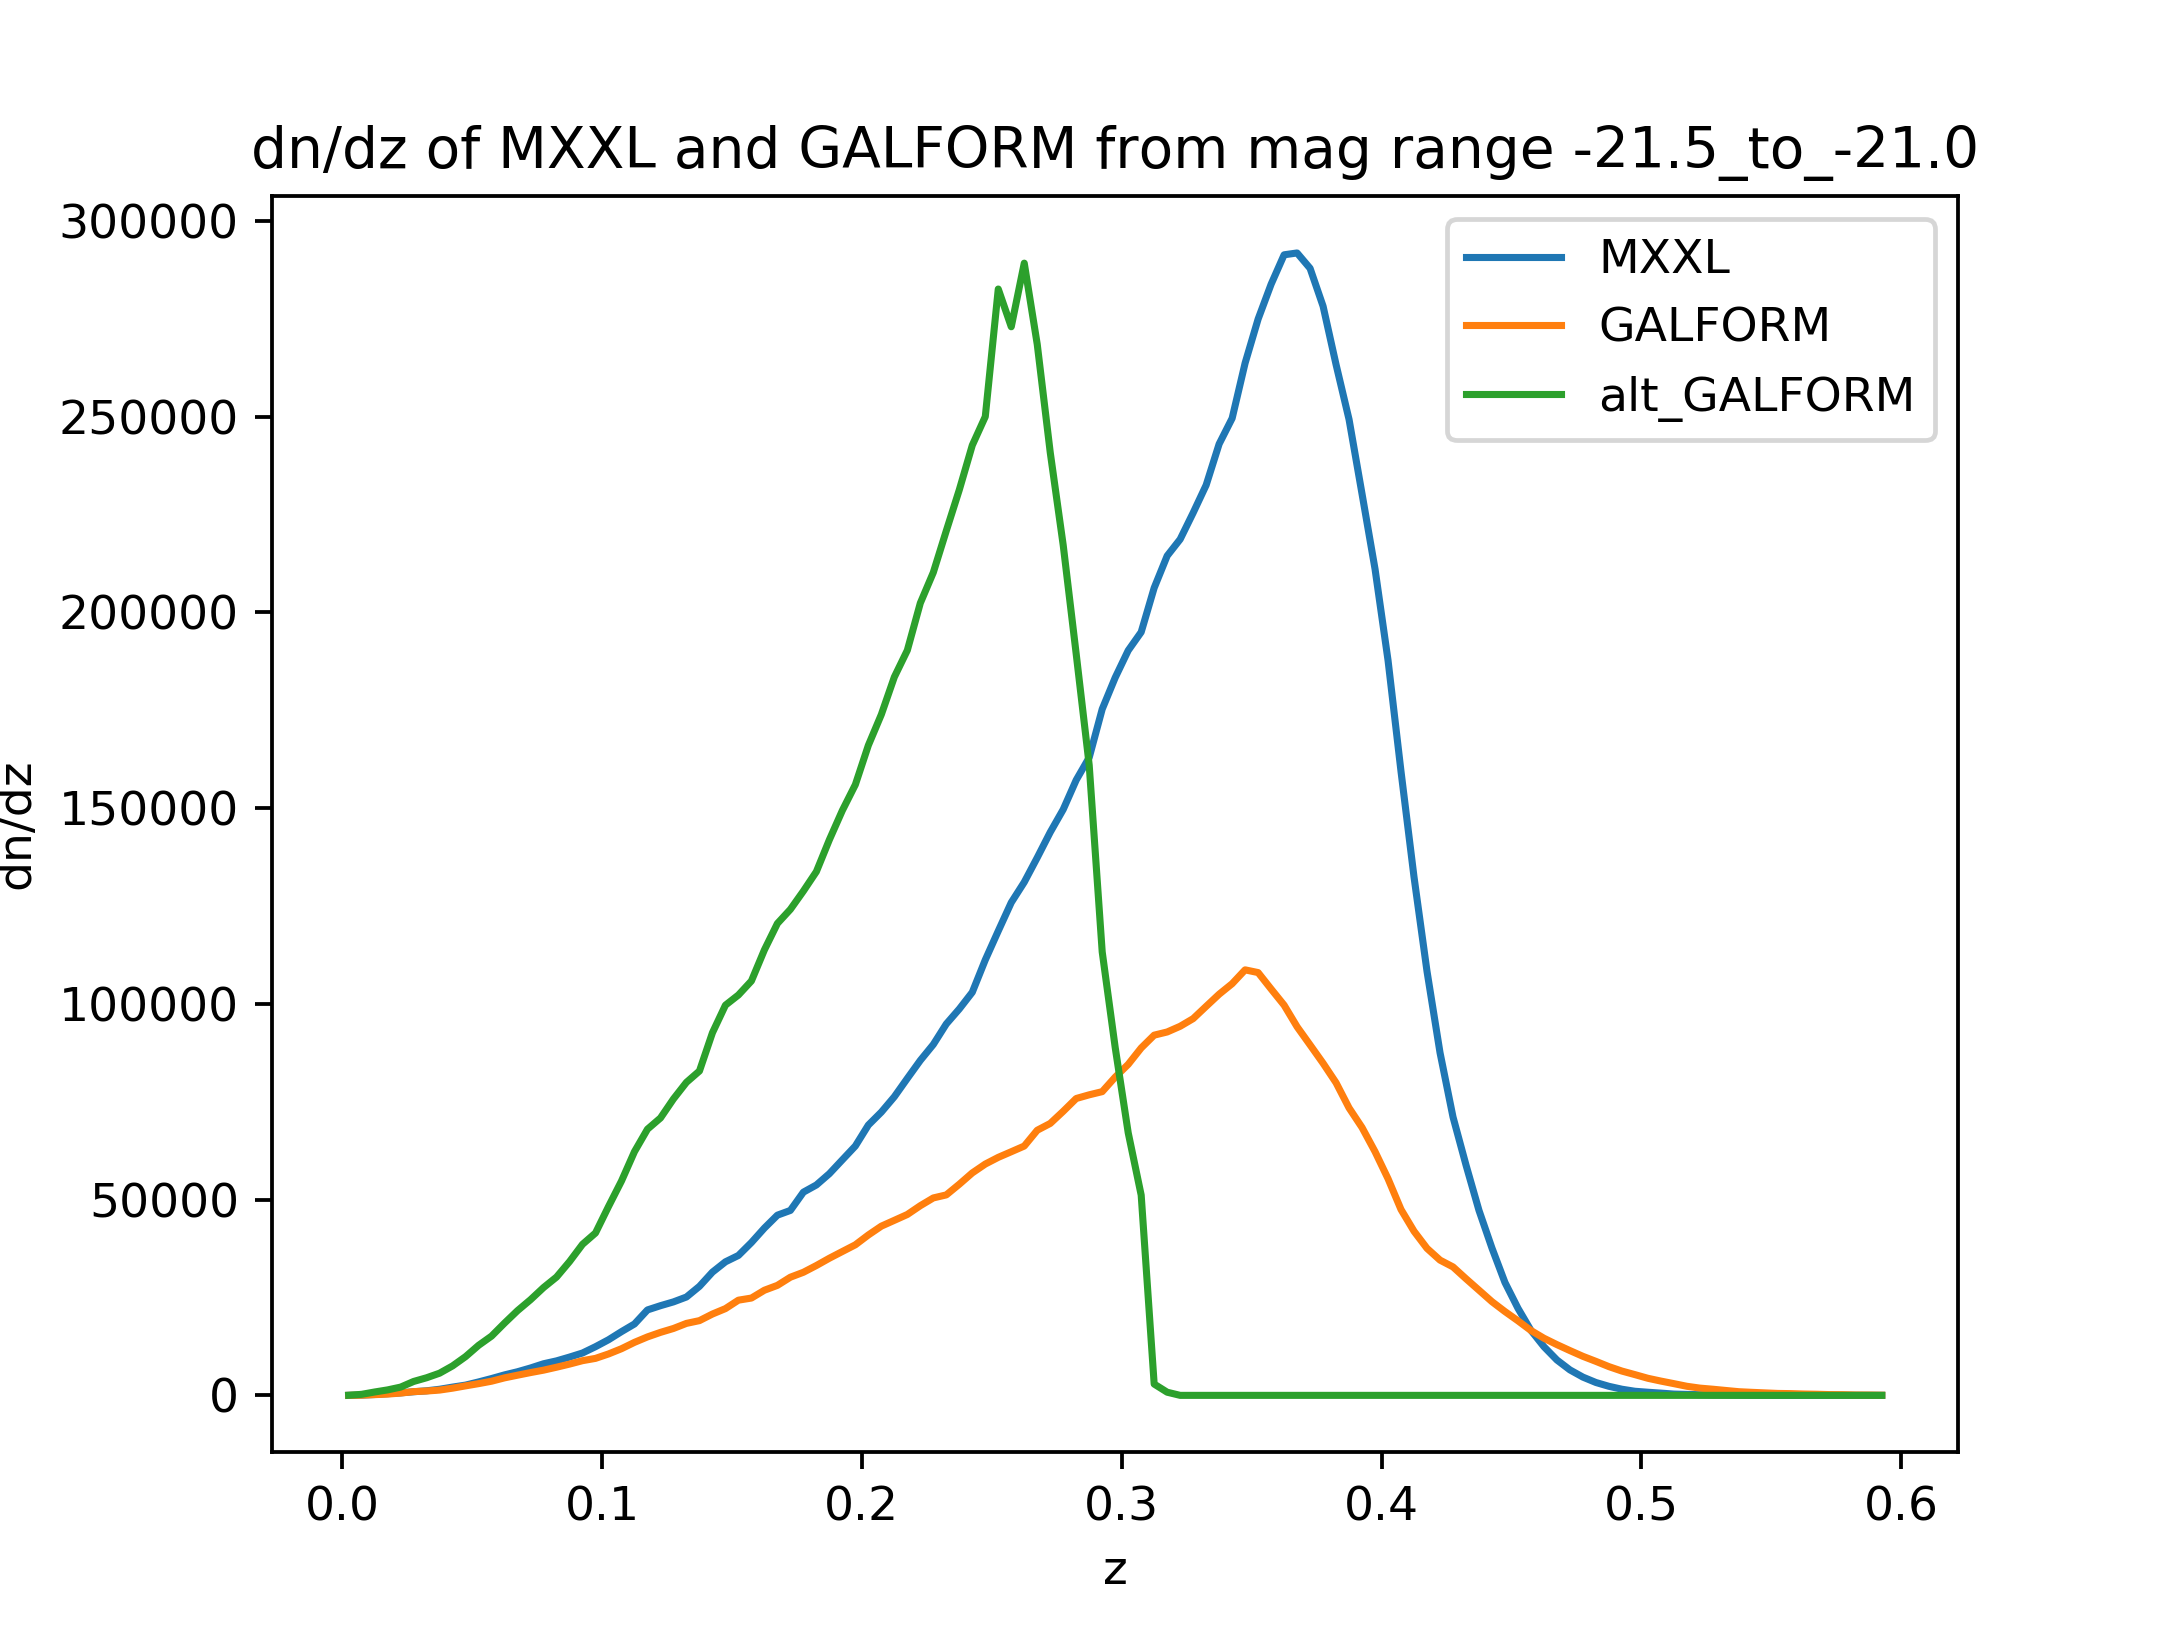 dn/dz of MXXL and GALFORM from mag range -21.5_to_-21.0
300000
250000
200000
150000
100000
50000
0
dn/dz
MXXL
GALFORM
alt_GALFORM
0.0 0.1 0.2 0.3 0.4 0.5 0.6
z